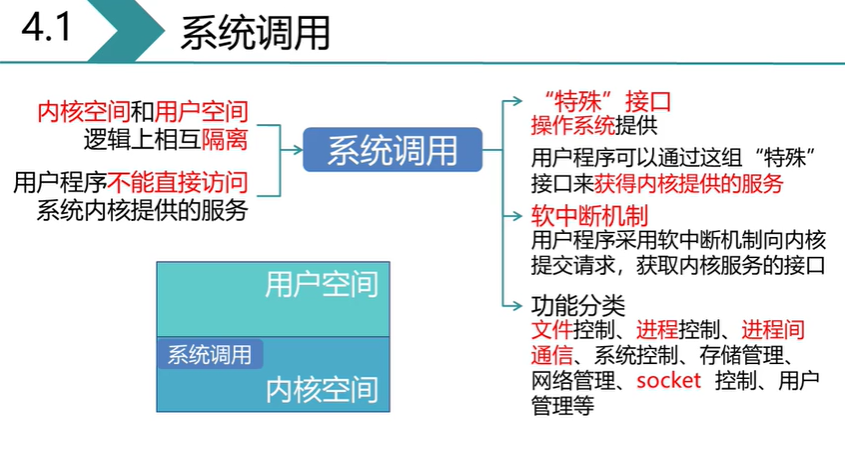 4.1
系统调用
内核空间和用户空间
逻辑上相互隔离
用户程序不能直接访问
系统内核提供的服务
系统调用
“特殊”接口
操作系统提供
用户程序可以通过这组“特殊”
接口来获得内核提供的服务
软中断机制
用户程序采用软中断机制向内核
提交请求，获取内核服务的接口
功能分类
文件控制、进程控制、进程间
通信、系统控制、存储管理、
网络管理、socket 控制、用户
管理等
用户空间
系统调用
内核空间